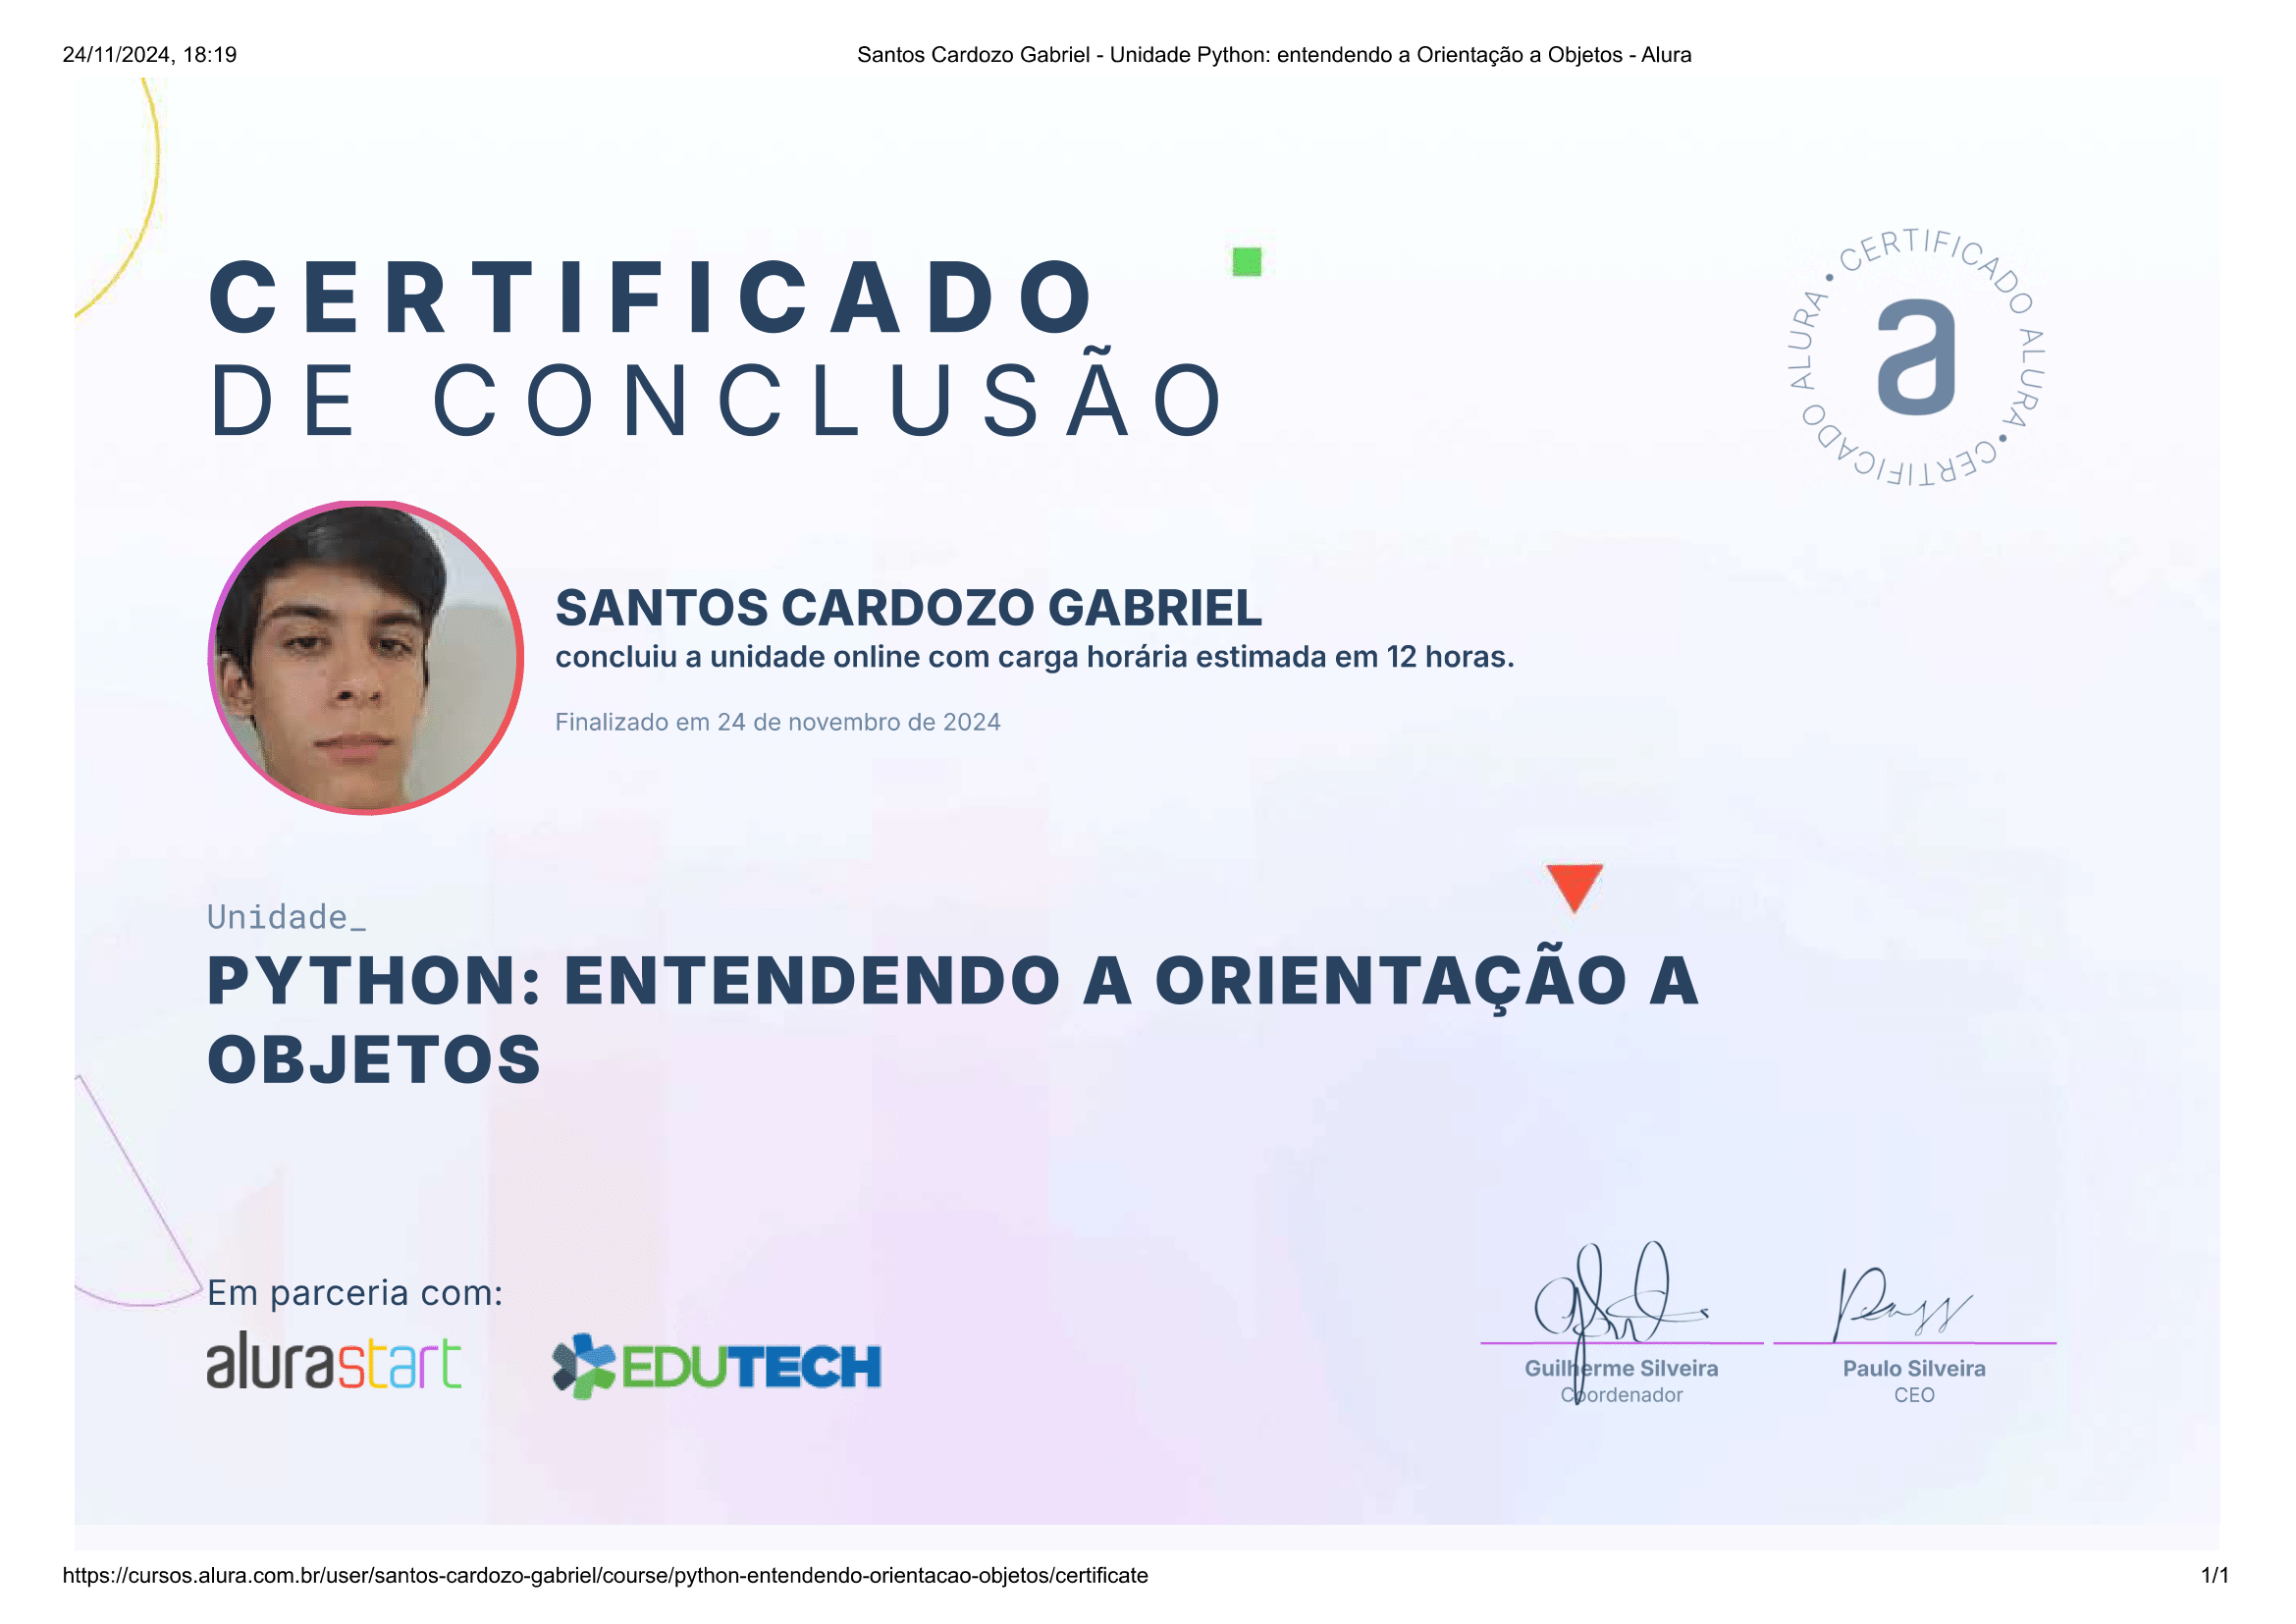 24/11/2024, 18:19
Santos Cardozo Gabriel - Unidade Python: entendendo a Orientação a Objetos - Alura
CERTIFICADO
DE CONCLUSÃO
• CERTIFICADO ALURA • CERTIFICADO ALURA
a
SANTOS CARDOZO GABRIEL
concluiu a unidade online com carga horária estimada em 12 horas.
Finalizado em 24 de novembro de 2024
Unidade_
PYTHON: ENTENDENDO A ORIENTAÇÃO A
OBJETOS
Em parceria com:
alurastart
EDUTECH
Guilherme Silveira
Coordenador
Paulo Silveira
CEO
https://cursos.alura.com.br/user/santos-cardozo-gabriel/course/python-entendendo-orientacao-objetos/certificate
1/1